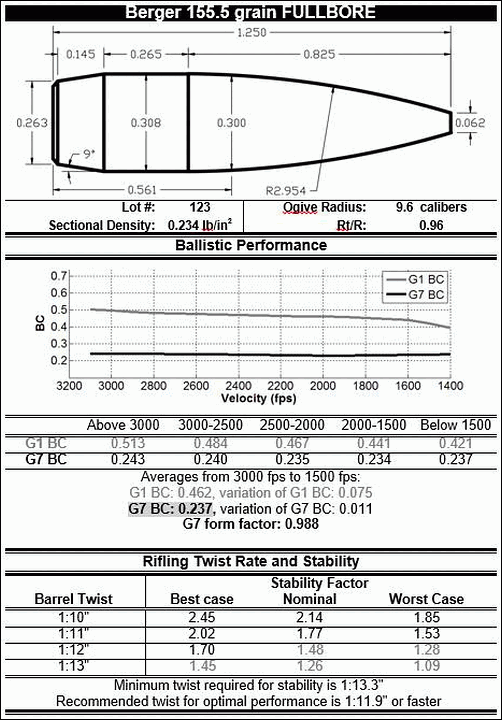 Berger 155.5 grain FULLBORE
1.250
0.145 0.265 0.825
0.263 0.308 0.300 0.062
9°
0.561 R2.954
Lot #: 123 Ogive Radius: 9.6 calibers
Sectional Density: 0.234 lb/in² Rt/R: 0.96
Ballistic Performance
0.7
0.6
0.5
0.4
0.3
0.2
BC
G1 BC
G7 BC
3200 3000 2800 2600 2400 2200 2000 1800 1600 1400
Velocity (fps)
Above 3000 3000-2500 2500-2000 2000-1500 Below 1500
G1 BC 0.513 0.484 0.467 0.441 0.421
G7 BC 0.243 0.240 0.235 0.234 0.237
Averages from 3000 fps to 1500 fps:
G1 BC: 0.462, variation of G1 BC: 0.075
G7 BC: 0.237, variation of G7 BC: 0.011
G7 form factor: 0.988
Rifling Twist Rate and Stability
Stability Factor
Barrel Twist Best case Nominal Worst Case
1:10" 2.45 2.14 1.85
1:11" 2.02 1.77 1.53
1:12" 1.70 1.48 1.28
1:13" 1.45 1.26 1.09
Minimum twist required for stability is 1:13.3"
Recommended twist for optimal performance is 1:11.9" or faster